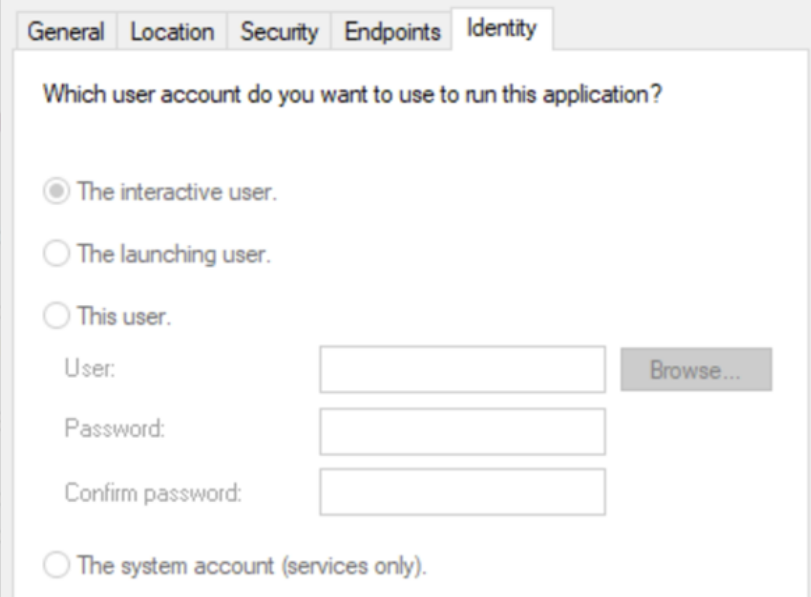 General Location Security Endpoints Identity
Which user account do you want to use to run this application?
The interactive user.
The launching user.
This user.
User:
Browse...
Password:
Confirm password:
The system account (services only).